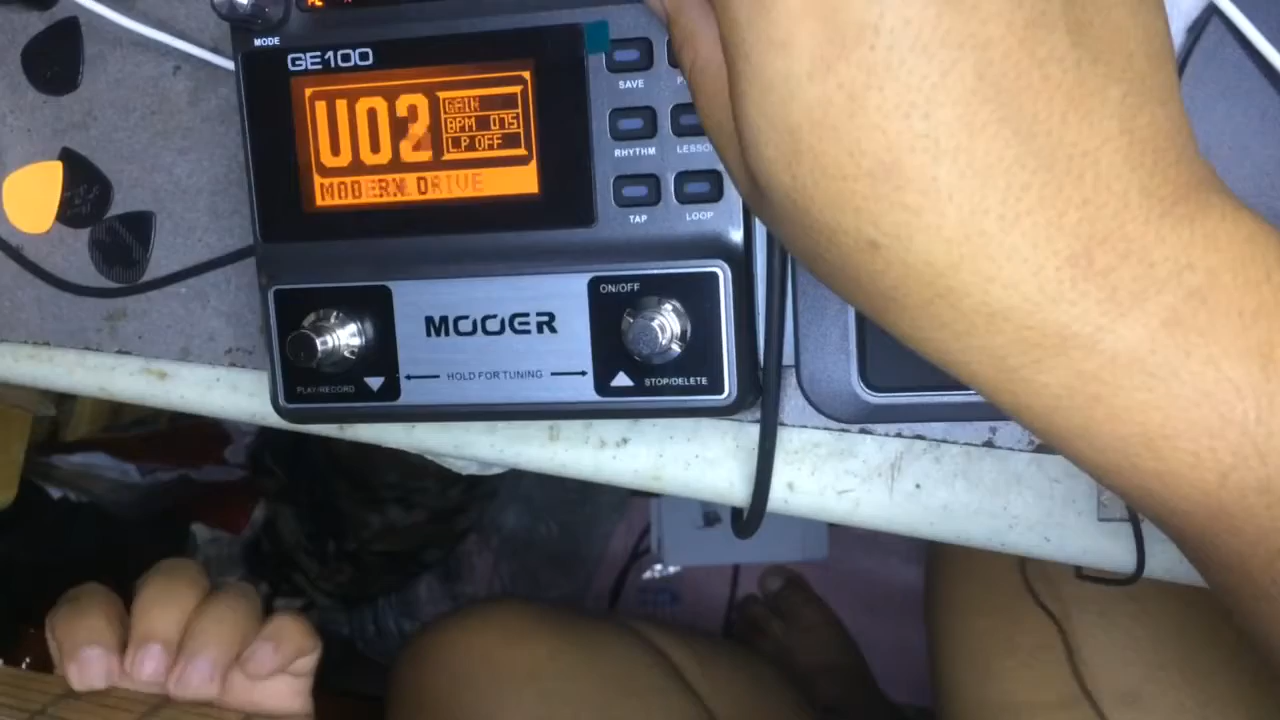 MODE
GE100
U02
GAIN
BPM 075
L.P OFF
MODERN DRIVE
SAVE
RHYTHM
TAP
LOOP
ON/OFF
MOOER
PLAY/RECORD
HOLD FOR TUNING
STOP/DELETE